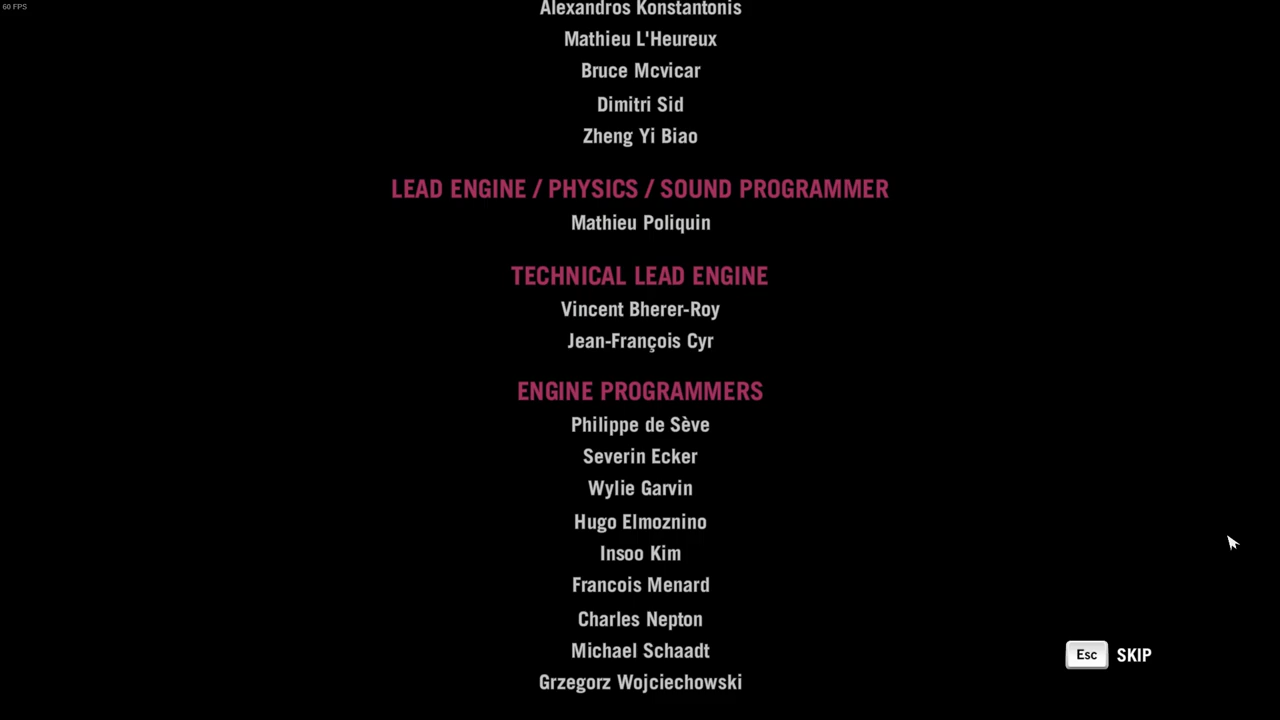 60 FPS
Alexandros Konstantonis
Mathieu L'Heureux
Bruce Mcvicar
Dimitri Sid
Zheng Yi Biao
LEAD ENGINE / PHYSICS / SOUND PROGRAMMER
Mathieu Poliquin
TECHNICAL LEAD ENGINE
Vincent Bherer-Roy
Jean-François Cyr
ENGINE PROGRAMMERS
Philippe de Sève
Severin Ecker
Wylie Garvin
Hugo Elmoznino
Insoo Kim
Francois Menard
Charles Nepton
Michael Schaadt
Esc SKIP
Grzegorz Wojciechowski